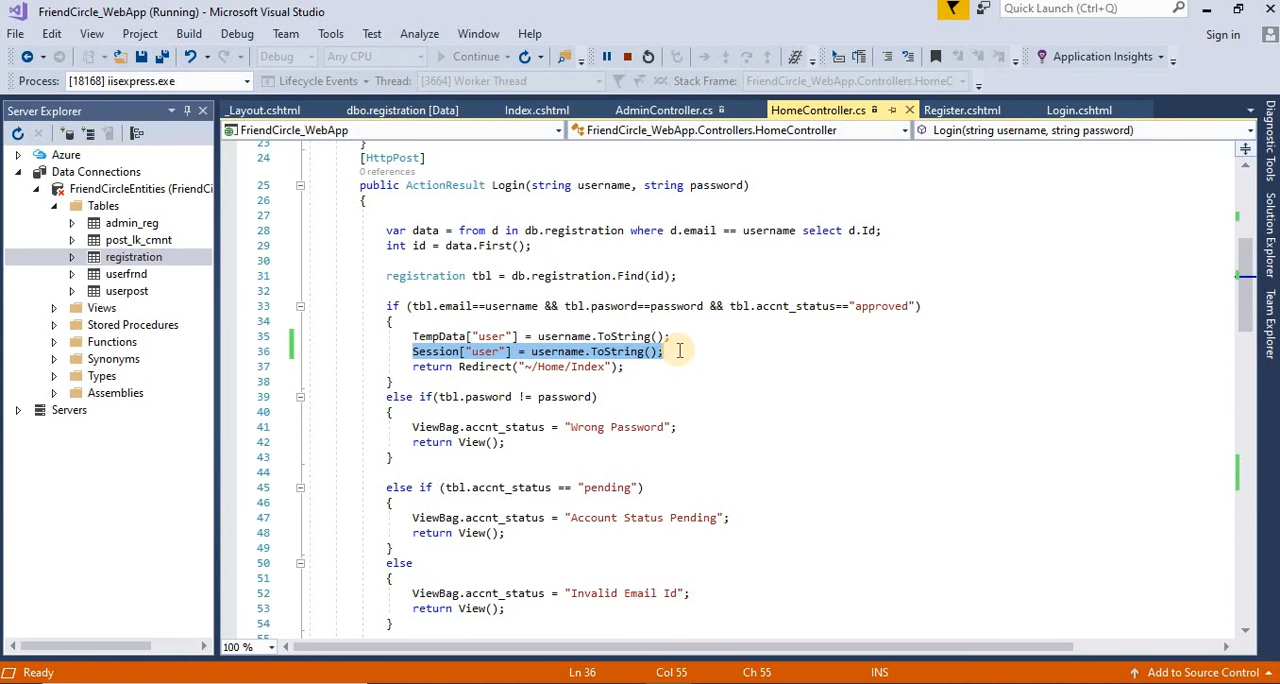 FriendCircle_WebApp (Running) - Microsoft Visual Studio
Quick Launch (Ctrl+Q)
File Edit View Project Build Debug Team Tools Test Analyze Window Help
Sign in
Debug Any CPU Continue Application Insights
Process: [18168] iisexpress.exe Lifecycle Events Thread: [3664] Worker Thread Stack Frame: FriendCircle_WebApp.Controllers.HomeC
Server Explorer
_Layout.cshtml dbo.registration [Data] Index.cshtml AdminController.cs HomeController.cs Register.cshtml Login.cshtml
FriendCircle_WebApp FriendCircle_WebApp.Controllers.HomeController Login(string username, string password)
Azure
Data Connections
FriendCircleEntities (FriendCi
Tables
admin_reg
post_lk_cmnt
registration
userfrnd
userpost
Views
Stored Procedures
Functions
Synonyms
Types
Assemblies
Servers
23 }
24 [HttpPost]
0 references
25 public ActionResult Login(string username, string password)
26 {
27
28 var data = from d in db.registration where d.email == username select d.Id;
29 int id = data.First();
30
31 registration tbl = db.registration.Find(id);
32
33 if (tbl.email==username && tbl.pasword==password && tbl.accnt_status=="approved")
34 {
35 TempData["user"] = username.ToString();
36 Session["user"] = username.ToString();
37 return Redirect("~/Home/Index");
38 }
39 else if(tbl.pasword != password)
40 {
41 ViewBag.accnt_status = "Wrong Password";
42 return View();
43 }
44
45 else if (tbl.accnt_status == "pending")
46 {
47 ViewBag.accnt_status = "Account Status Pending";
48 return View();
49 }
50 else
51 {
52 ViewBag.accnt_status = "Invalid Email Id";
53 return View();
54 }
100 %
Diagnostic Tools
Solution Explorer
Team Explorer
Ready Ln 36 Col 55 Ch 55 INS Add to Source Control